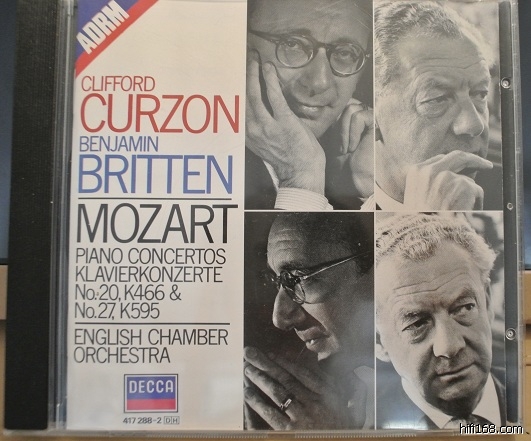 ADRM
CLIFFORD
CURZON
BENJAMIN
BRITTEN
MOZART
PIANO CONCERTOS
KLAVIERKONZERTE
No.20, K466 &
No.27, K595
ENGLISH CHAMBER
ORCHESTRA
DECCA
417 288-2 DH
hifi168.com